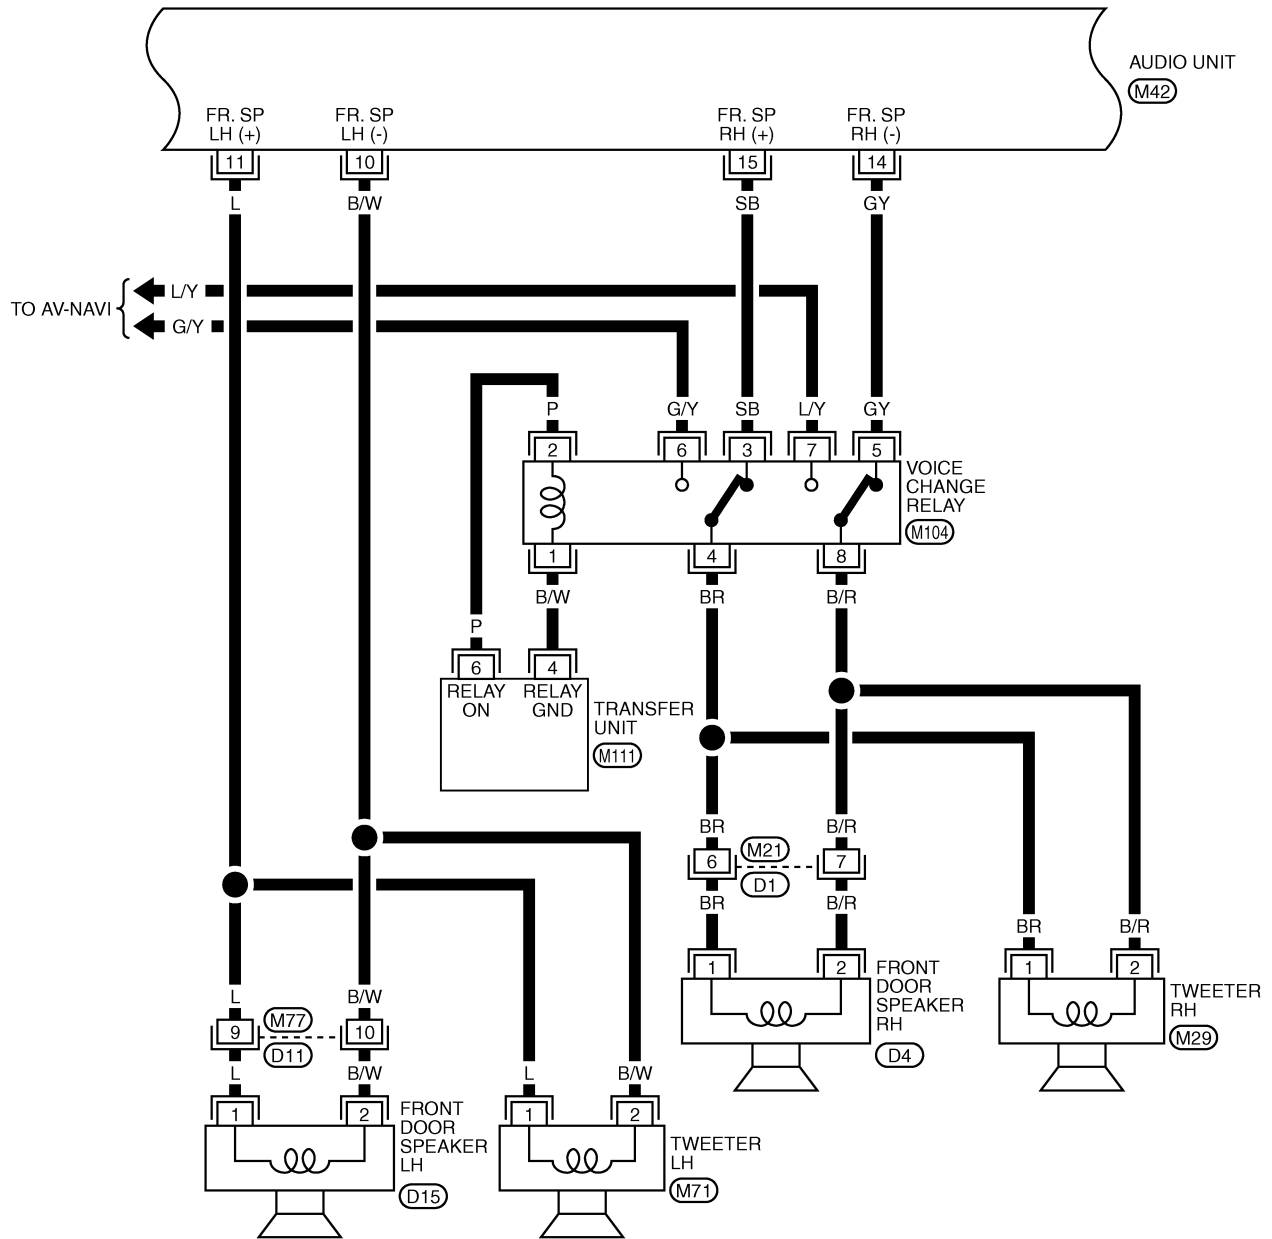 AUDIO UNIT
M42
FR. SP
LH (+)
FR. SP
LH (-)
FR. SP
RH (+)
FR. SP
RH (-)
11
10
15
14
L
B/W
SB
GY
TO AV-NAVI
L/Y
G/Y
P
G/Y
SB
L/Y
GY
2
6
3
7
5
VOICE
CHANGE
RELAY
M104
1
4
8
B/W
BR
B/R
P
6
4
RELAY
ON
RELAY
GND
TRANSFER
UNIT
M111
BR
B/R
6
M21
D1
7
BR
B/R
BR
B/R
1
2
1
2
FRONT
DOOR
SPEAKER
RH
D4
TWEETER
RH
M29
L
B/W
9
M77
D11
10
L
B/W
L
B/W
1
2
1
2
FRONT
DOOR
SPEAKER
LH
D15
TWEETER
LH
M71